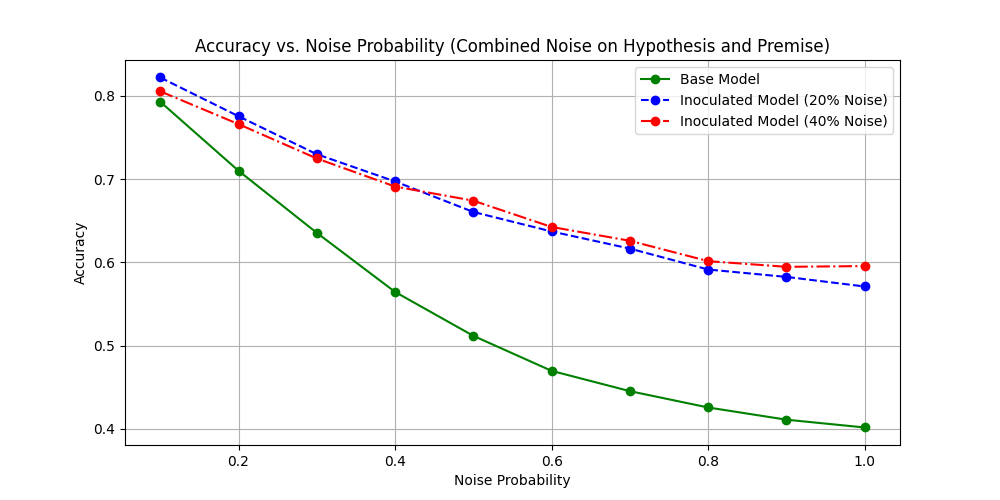 Accuracy vs. Noise Probability (Combined Noise on Hypothesis and Premise)
Base Model
Inoculated Model (20% Noise)
Inoculated Model (40% Noise)
Accuracy
0.8
0.7
0.6
0.5
0.4
0.2
0.4
0.6
0.8
1.0
Noise Probability